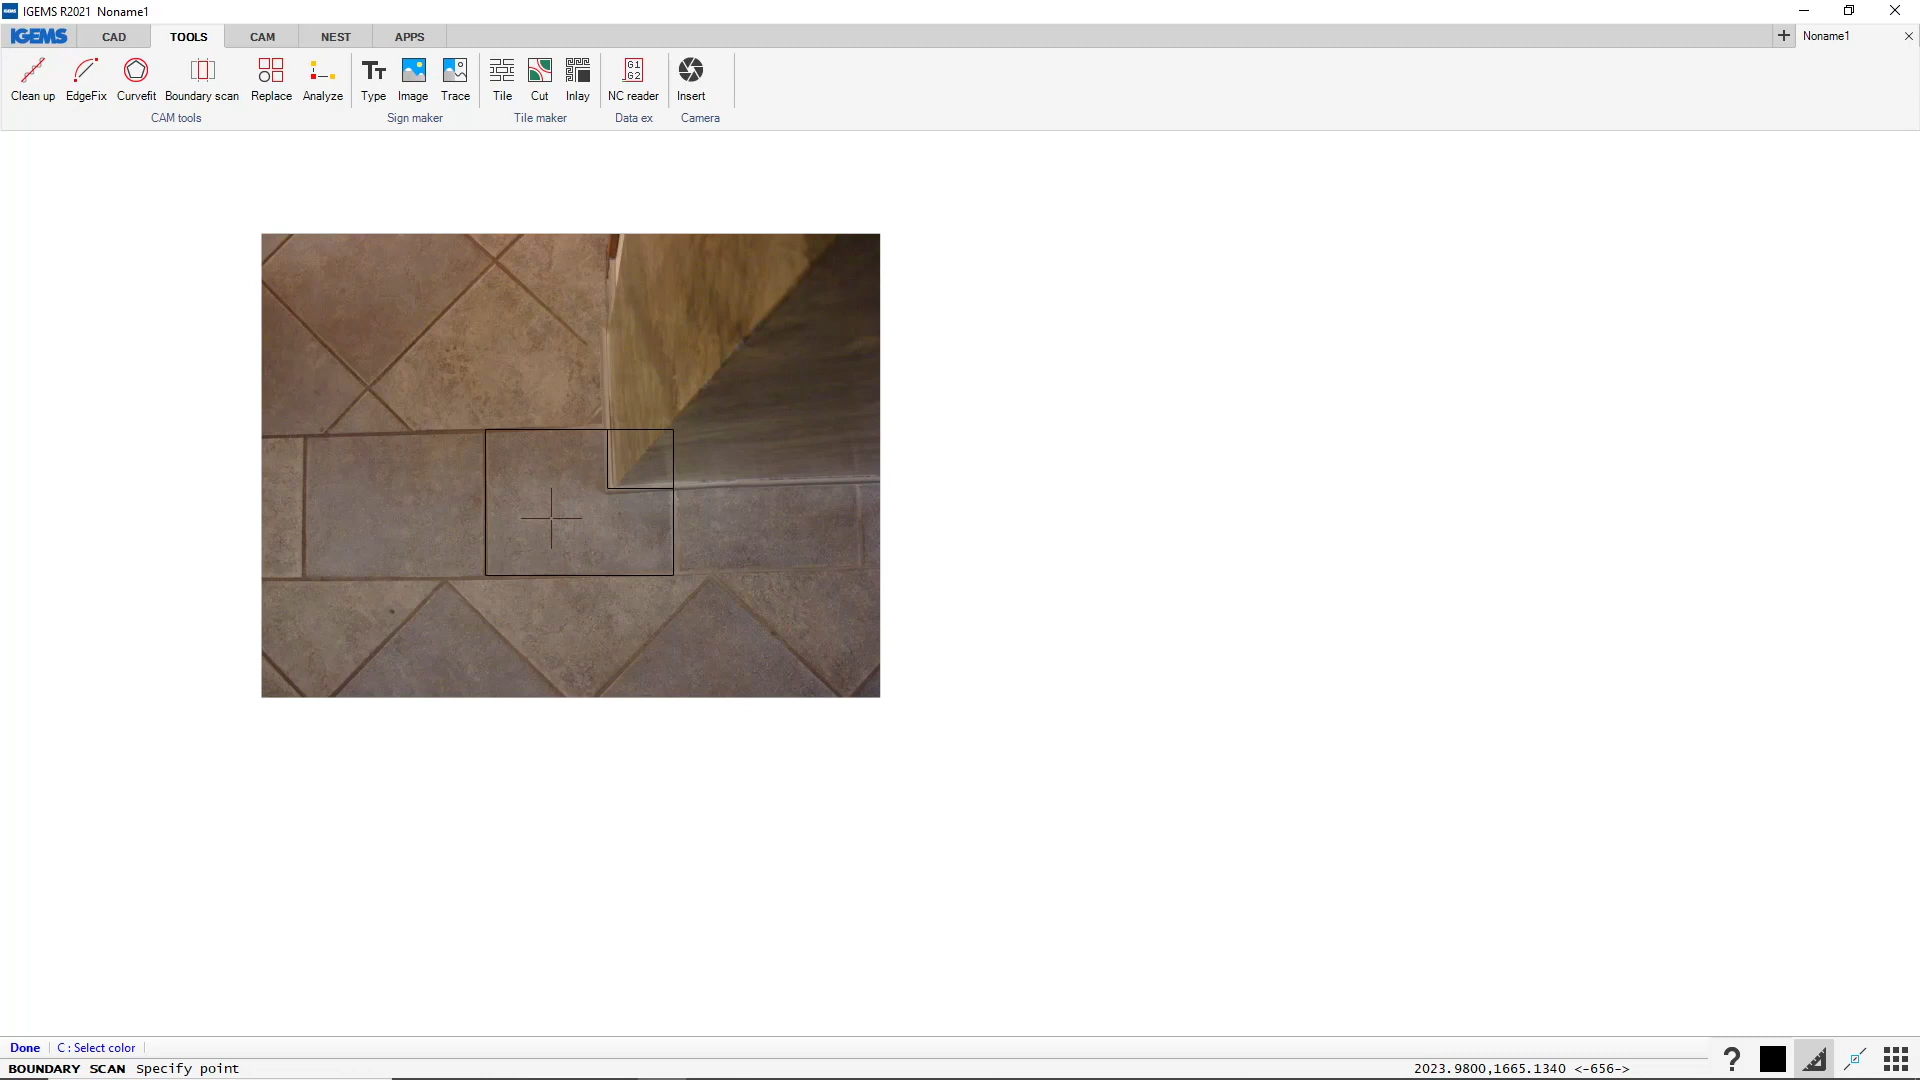 IGEMS R2021 Noname1
IGEMS CAD TOOLS CAM NEST APPS Noname1
Clean up EdgeFix Curvefit Boundary scan Replace Analyze Type Image Trace Tile Cut Inlay NC reader Insert
CAM tools Sign maker Tile maker Data ex Camera
Done C : Select color
BOUNDARY SCAN Specify point 2023.9800,1665.1340 <-656->